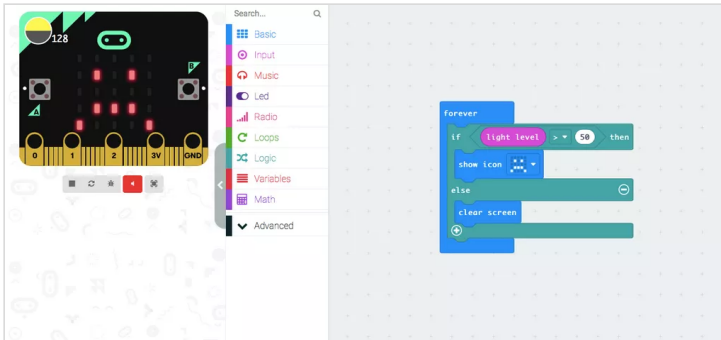 128
B
A
0 1 2 3V GND
Search...
Basic
Input
Music
Led
Radio
Loops
Logic
Variables
Math
Advanced
forever
if light level > 50 then
show icon
else
clear screen